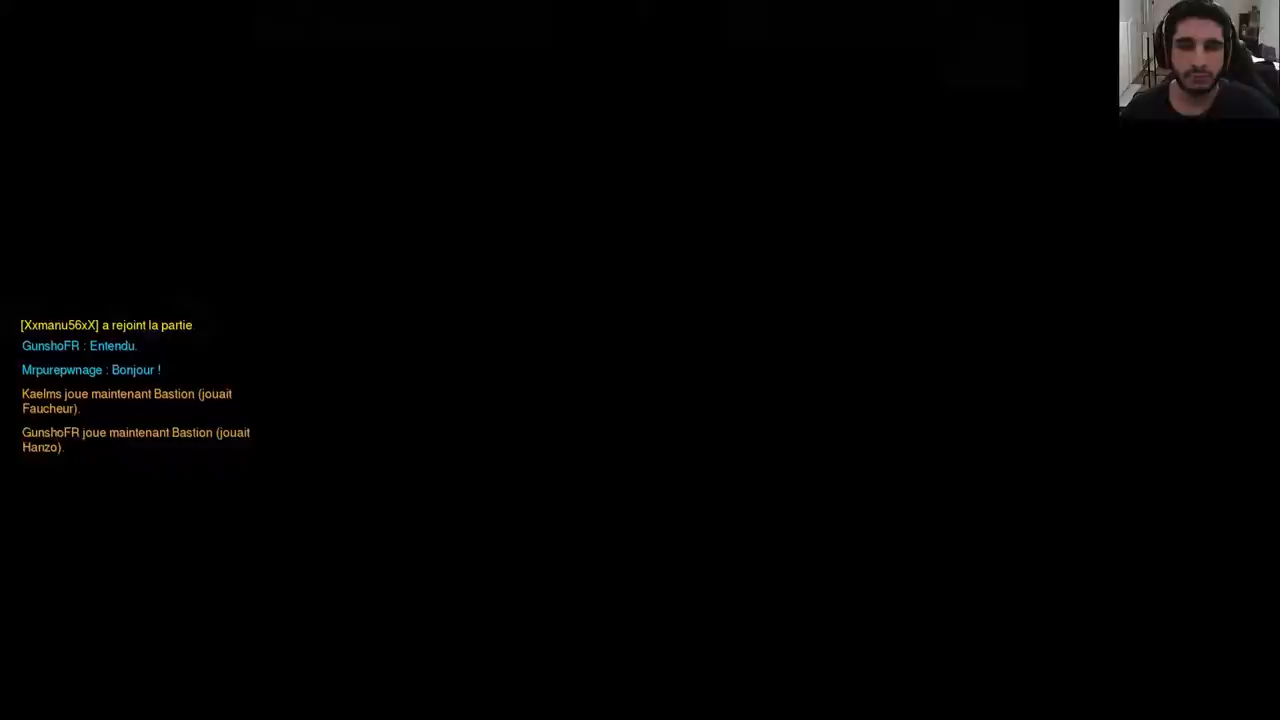 [Xxmanu56xX] a rejoint la partie
GunshoFR : Entendu.
Mrpurepwnage : Bonjour !
Kaelms joue maintenant Bastion (jouait
Faucheur).
GunshoFR joue maintenant Bastion (jouait
Hanzo).